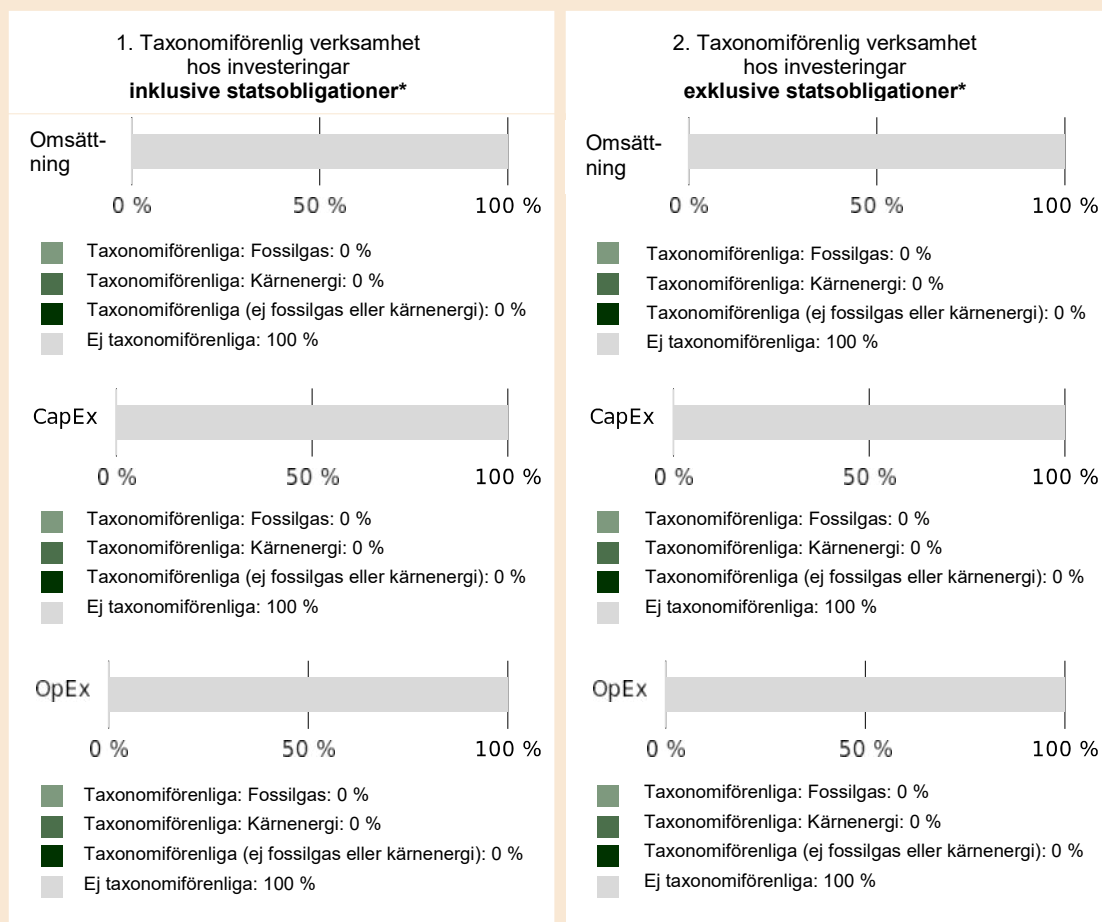 1. Taxonomiförenlig verksamhet
hos investeringar
inklusive statsobligationer*
Omsätt-
ning
0 % 50 % 100 %
Taxonomiförenliga: Fossilgas: 0 %
Taxonomiförenliga: Kärnenergi: 0 %
Taxonomiförenliga (ej fossilgas eller kärnenergi): 0 %
Ej taxonomiförenliga: 100 %
CapEx
0 % 50 % 100 %
Taxonomiförenliga: Fossilgas: 0 %
Taxonomiförenliga: Kärnenergi: 0 %
Taxonomiförenliga (ej fossilgas eller kärnenergi): 0 %
Ej taxonomiförenliga: 100 %
OpEx
0 % 50 % 100 %
Taxonomiförenliga: Fossilgas: 0 %
Taxonomiförenliga: Kärnenergi: 0 %
Taxonomiförenliga (ej fossilgas eller kärnenergi): 0 %
Ej taxonomiförenliga: 100 %
2. Taxonomiförenlig verksamhet
hos investeringar
exklusive statsobligationer*
Omsätt-
ning
0 % 50 % 100 %
Taxonomiförenliga: Fossilgas: 0 %
Taxonomiförenliga: Kärnenergi: 0 %
Taxonomiförenliga (ej fossilgas eller kärnenergi): 0 %
Ej taxonomiförenliga: 100 %
CapEx
0 % 50 % 100 %
Taxonomiförenliga: Fossilgas: 0 %
Taxonomiförenliga: Kärnenergi: 0 %
Taxonomiförenliga (ej fossilgas eller kärnenergi): 0 %
Ej taxonomiförenliga: 100 %
OpEx
0 % 50 % 100 %
Taxonomiförenliga: Fossilgas: 0 %
Taxonomiförenliga: Kärnenergi: 0 %
Taxonomiförenliga (ej fossilgas eller kärnenergi): 0 %
Ej taxonomiförenliga: 100 %